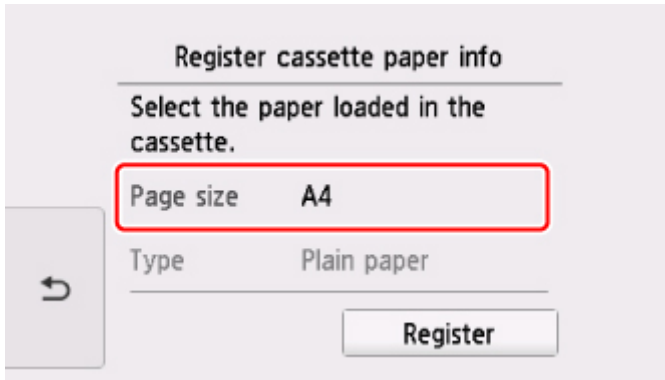 Register cassette paper info
Select the paper loaded in the
cassette.
Page size A4
Type Plain paper
Register